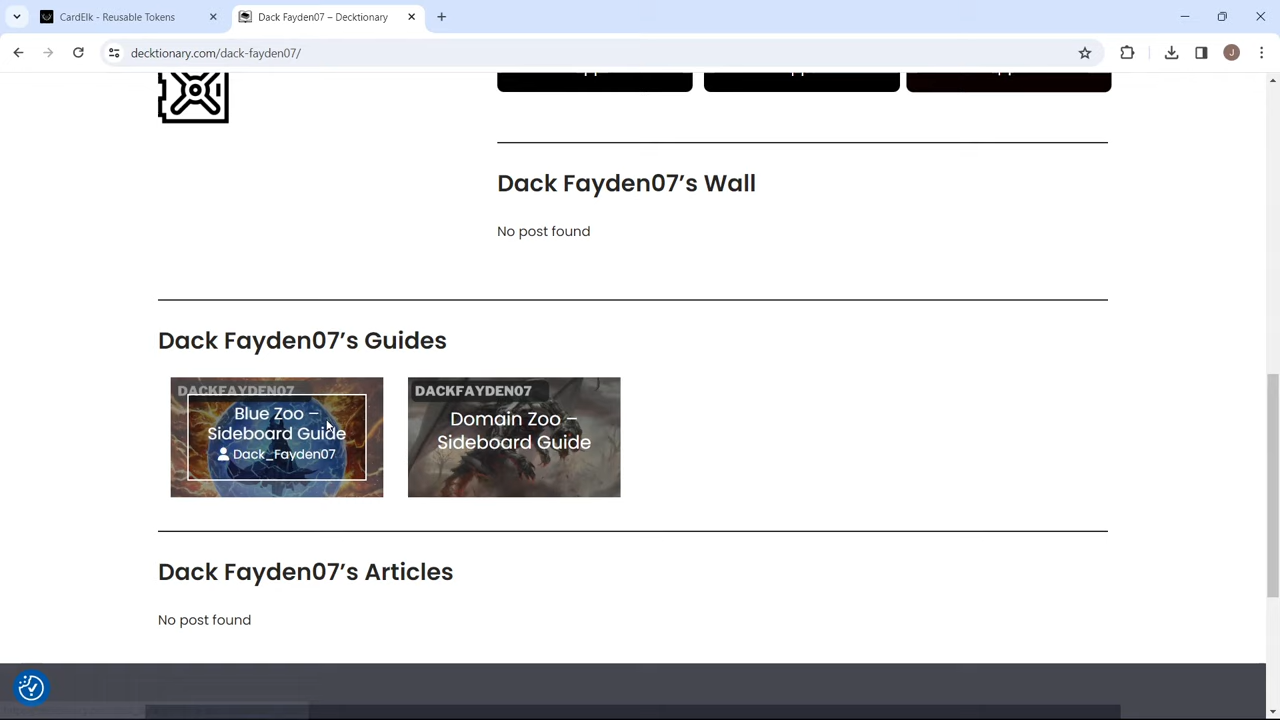 CardElk - Reusable Tokens
Dack Fayden07 – Decktionary
decktionary.com/dack-fayden07/
J
Dack Fayden07’s Wall
No post found
Dack Fayden07’s Guides
DACKFAYDEN07
Blue Zoo –
Sideboard Guide
Dack_Fayden07
DACKFAYDEN07
Domain Zoo –
Sideboard Guide
Dack Fayden07’s Articles
No post found